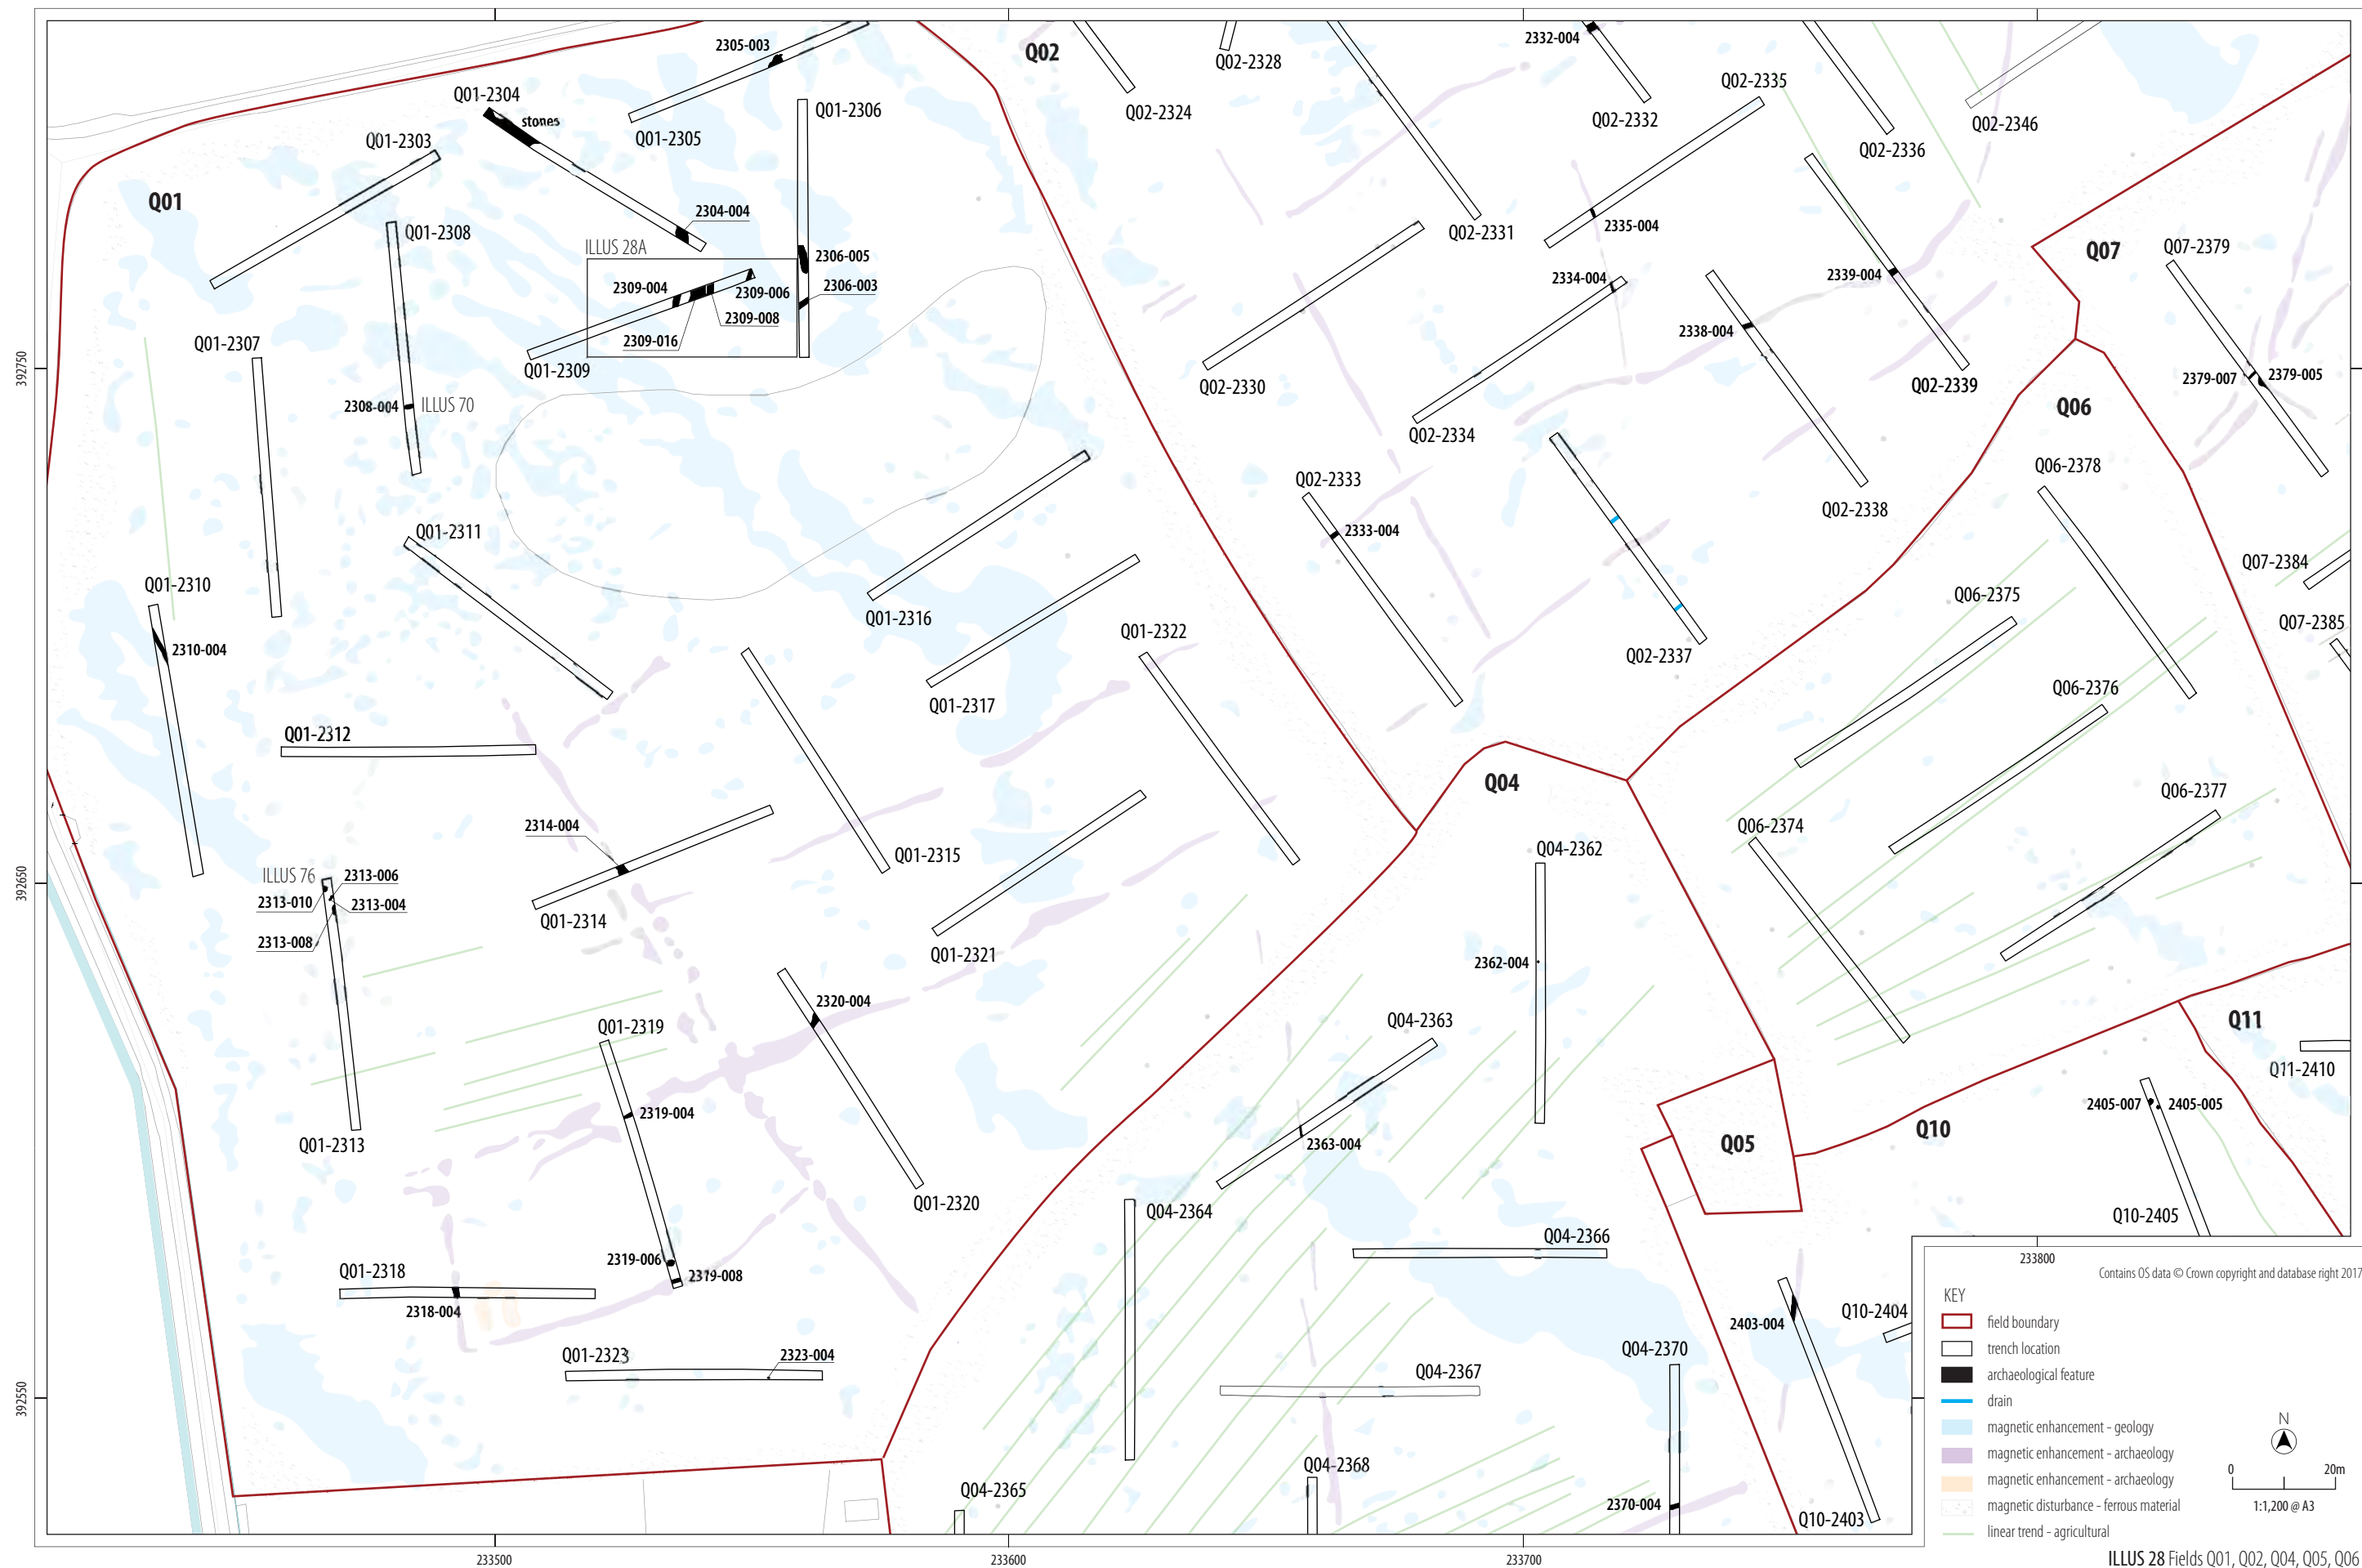 Q01
Q02
Q04
Q05
Q06
Q07
Q10
Q11
2305-003
Q01-2304
stones
Q01-2305
Q01-2306
Q01-2303
Q01-2308
2304-004
ILLUS 28A
2306-005
2306-003
2309-004
2309-006
2309-008
2309-016
Q01-2309
Q01-2307
2308-004
ILLUS 70
Q01-2311
Q01-2310
2310-004
Q01-2312
Q01-2316
Q01-2317
Q01-2322
2314-004
Q01-2314
Q01-2315
Q01-2321
ILLUS 76
2313-006
2313-010
2313-004
2313-008
Q01-2313
2320-004
Q01-2319
2319-004
Q01-2320
2319-006
2319-008
Q01-2318
2318-004
Q01-2323
2323-004
Q02-2324
Q02-2328
2332-004
Q02-2332
Q02-2335
2335-004
Q02-2331
Q02-2336
Q02-2346
Q02-2330
2334-004
Q02-2334
2339-004
2338-004
Q02-2339
Q02-2338
Q02-2333
2333-004
Q02-2337
Q07-2379
2379-007
2379-005
Q06-2378
Q07-2384
Q07-2385
Q06-2375
Q06-2376
Q06-2377
Q06-2374
Q04-2362
2362-004
Q04-2363
2363-004
Q04-2364
Q04-2366
Q04-2367
Q04-2370
2370-004
Q04-2368
Q04-2365
Q11-2410
2405-007
2405-005
Q10-2405
2403-004
Q10-2404
Q10-2403
392750
392650
392550
233500
233600
233700
233800
Contains OS data © Crown copyright and database right 2017
KEY
field boundary
trench location
archaeological feature
drain
magnetic enhancement - geology
magnetic enhancement - archaeology
magnetic enhancement - archaeology
magnetic disturbance - ferrous material
linear trend - agricultural
N
0 20m
1:1,200 @ A3
ILLUS 28 Fields Q01, Q02, Q04, Q05, Q06